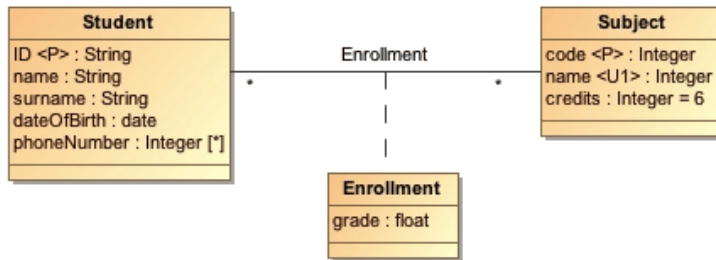 Student
ID <P> : String
name : String
surname : String
dateOfBirth : date
phoneNumber : Integer [*]
Enrollment
*
*
Subject
code <P> : Integer
name <U1> : Integer
credits : Integer = 6
Enrollment
grade : float